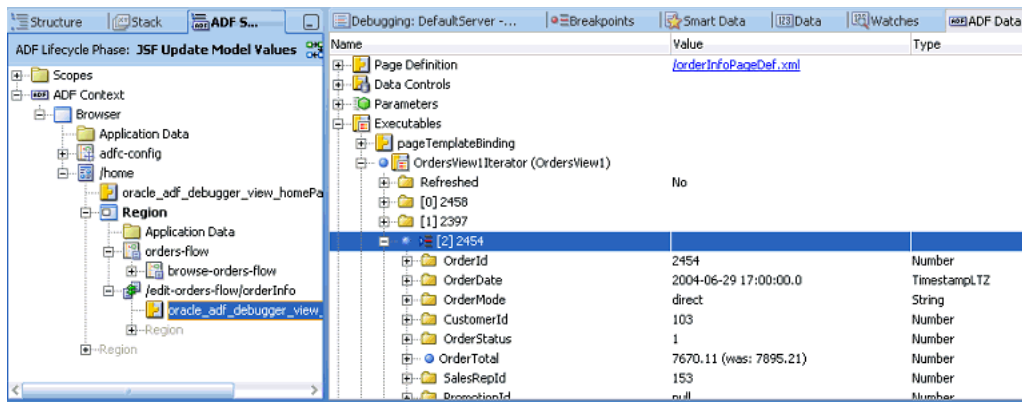 Structure Stack ADF S...
ADF Lifecycle Phase: JSF Update Model Values
Scopes
ADF ADF Context
Browser
Application Data
adfc-config
/home
oracle_adf_debugger_view_homePa
Region
Application Data
orders-flow
browse-orders-flow
/edit-orders-flow/orderInfo
oracle_adf_debugger_view_
Region
Region
Debugging: DefaultServer -... Breakpoints Smart Data Data Watches ADF ADF Data
Name Value Type
Page Definition /orderInfoPageDef.xml
Data Controls
Parameters
Executables
pageTemplateBinding
OrdersView1Iterator (OrdersView1)
Refreshed No
[0] 2458
[1] 2397
[2] 2454
OrderId 2454 Number
OrderDate 2004-06-29 17:00:00.0 TimestampLTZ
OrderMode direct String
CustomerId 103 Number
OrderStatus 1 Number
OrderTotal 7670.11 (was: 7895.21) Number
SalesRepId 153 Number
PromotionId null Number